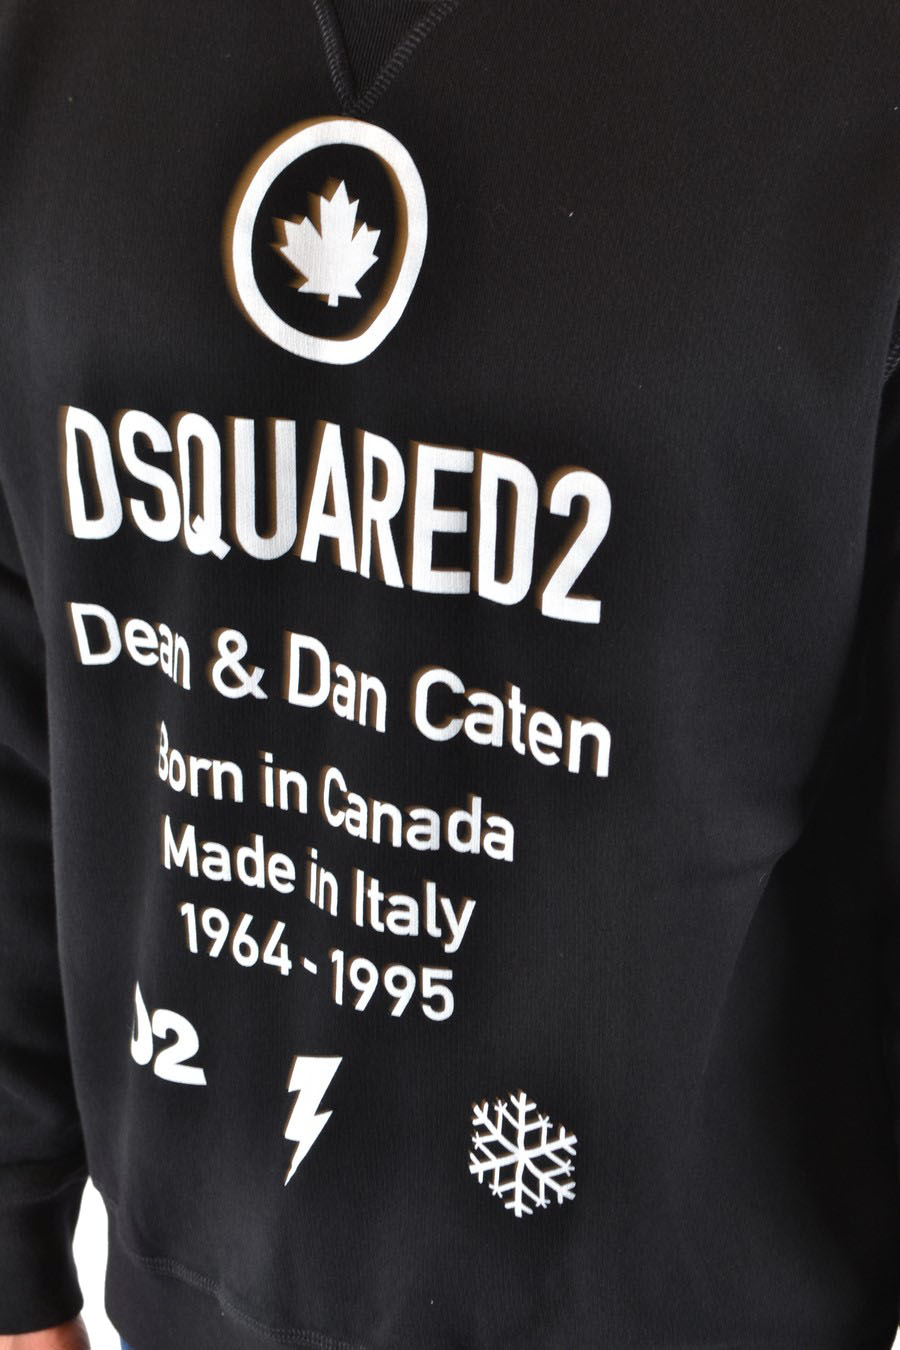 DSQUARED2
Dean & Dan Caten
Born in Canada
Made in Italy
1964-1995
D2